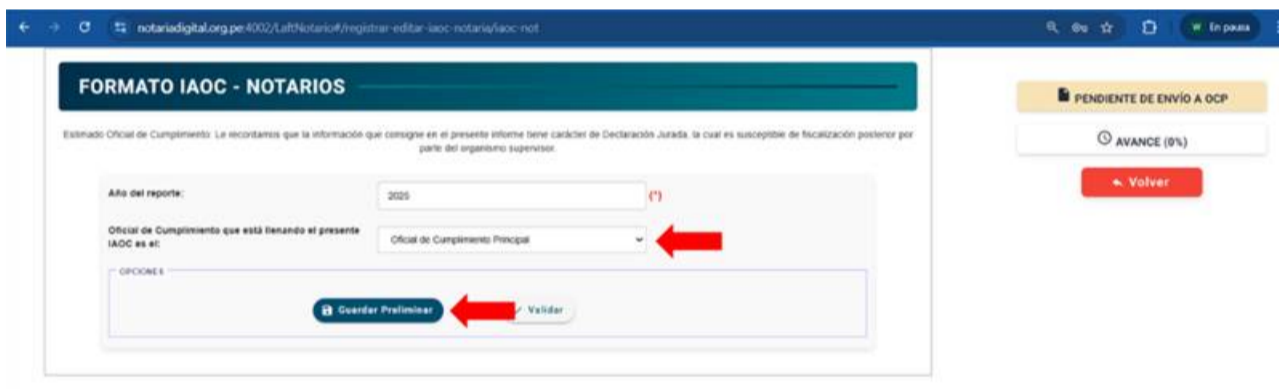 notariadigital.org.pe:4002/LaftNotario#/registrar-editar-iaoc-notaria/iaoc-not
En pausa
FORMATO IAOC - NOTARIOS
Estimado Oficial de Cumplimiento: Le recordamos que la información que consigne en el presente informe tiene carácter de Declaración Jurada, la cual es susceptible de fiscalización posterior por
parte del organismo supervisor.
Año del reporte:
2025
(*)
Oficial de Cumplimiento que está llenando el presente
IAOC es el:
Oficial de Cumplimiento Principal
OPCIONES
Guardar Preliminar
Validar
PENDIENTE DE ENVÍO A OCP
AVANCE (0%)
Volver